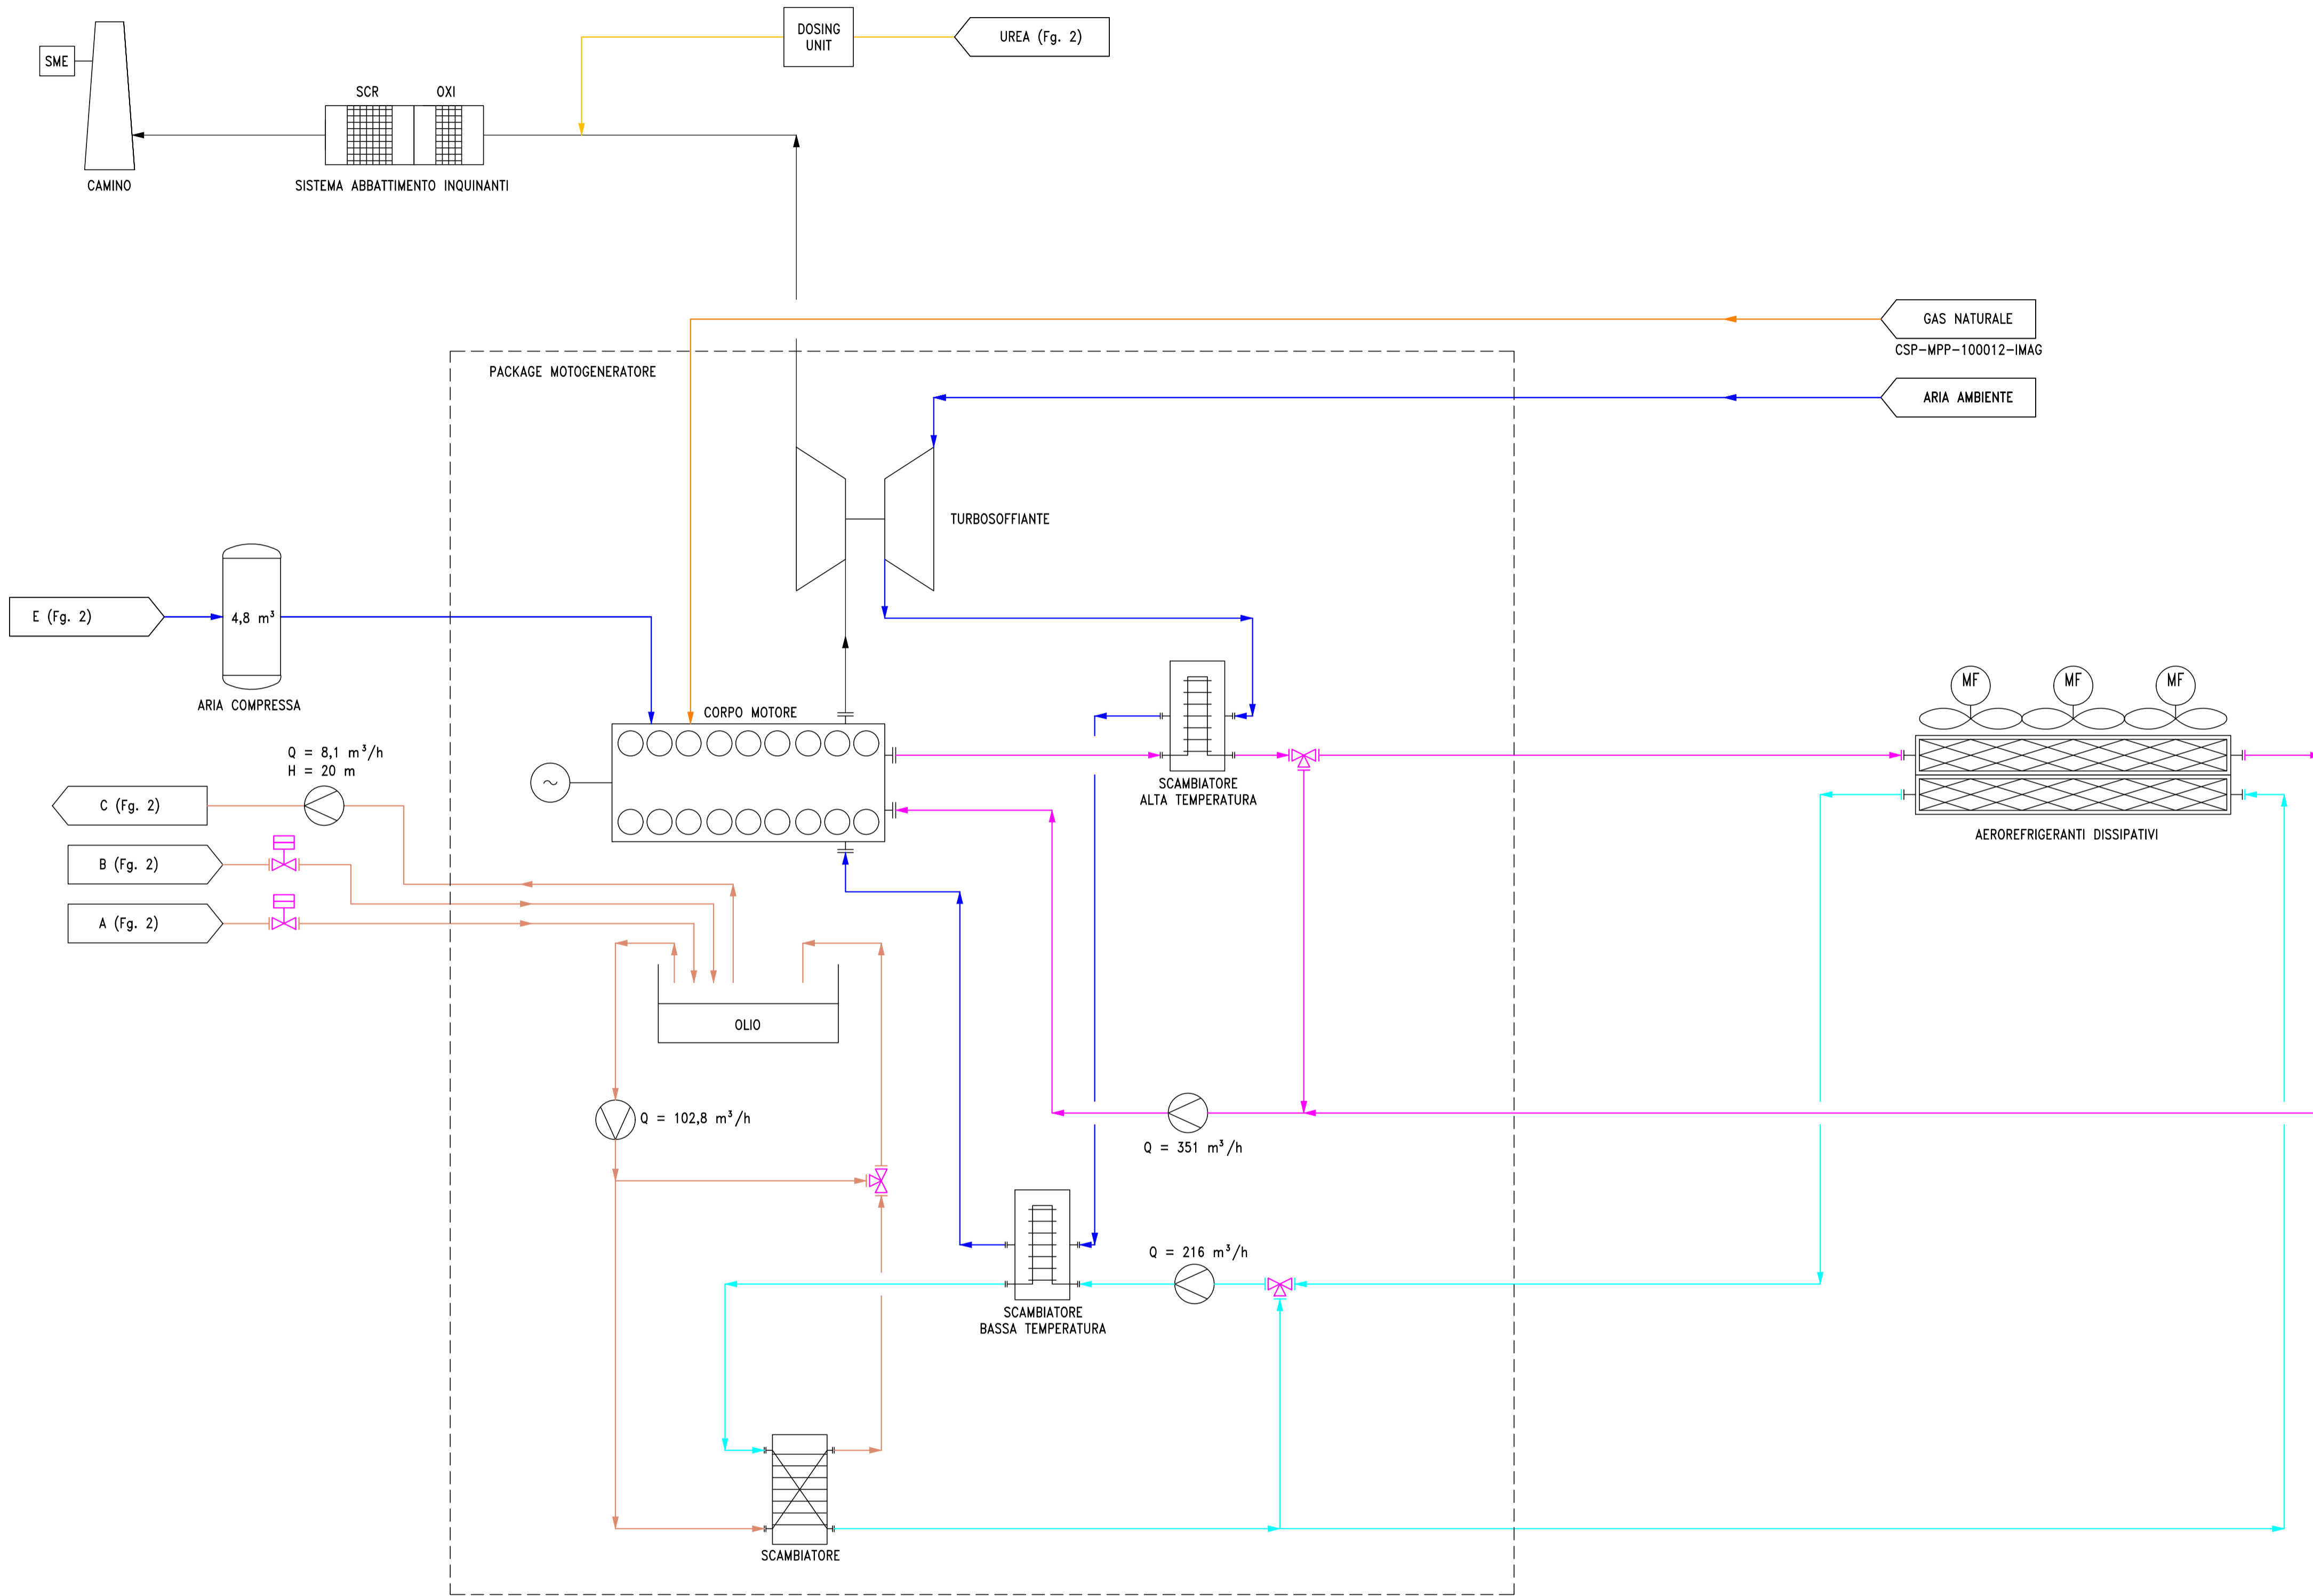 DOSING
UNIT
UREA (Fg. 2)
SME
SCR
OXI
CAMINO
SISTEMA ABBATTIMENTO INQUINANTI
GAS NATURALE
CSP-MPP-100012-IMAG
PACKAGE MOTOGENERATORE
ARIA AMBIENTE
TURBOSOFFIANTE
E (Fg. 2)
4,8 m³
ARIA COMPRESSA
CORPO MOTORE
MF
MF
MF
Q = 8,1 m³/h
H = 20 m
SCAMBIATORE
ALTA TEMPERATURA
C (Fg. 2)
AEROREFRIGERANTI DISSIPATIVI
B (Fg. 2)
A (Fg. 2)
OLIO
Q = 102,8 m³/h
Q = 351 m³/h
Q = 216 m³/h
SCAMBIATORE
BASSA TEMPERATURA
SCAMBIATORE